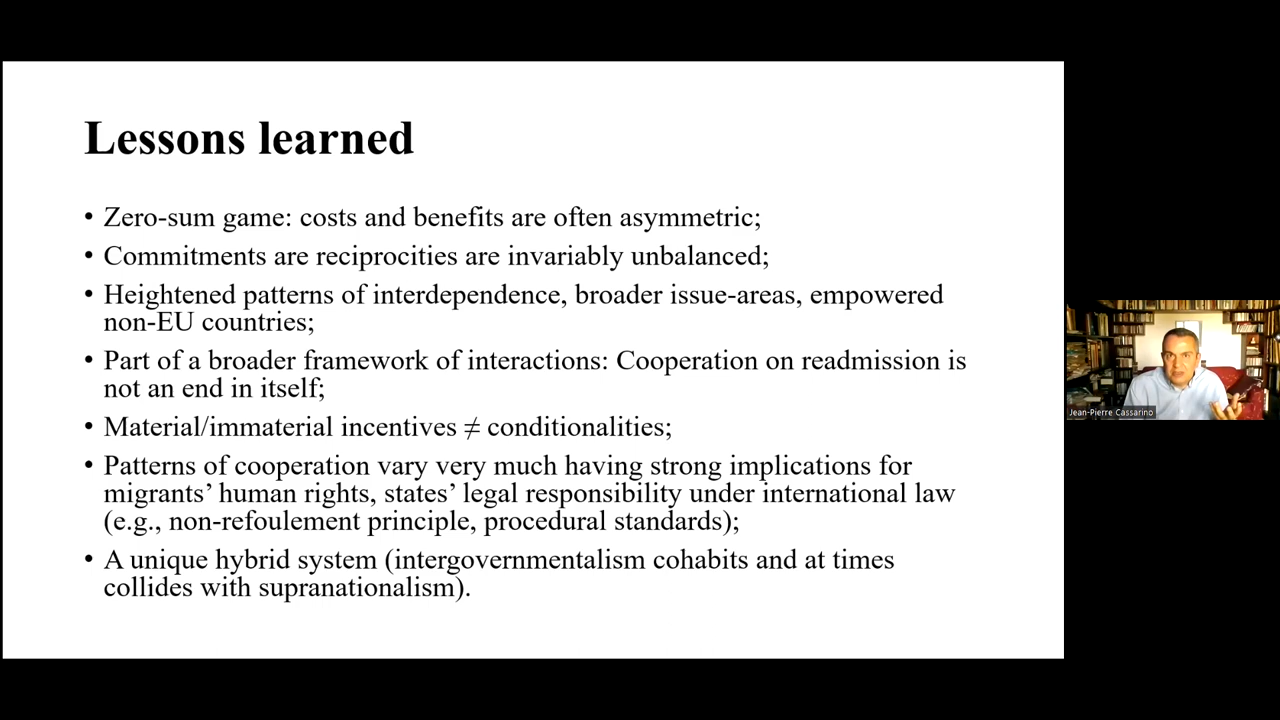 Lessons learned
• Zero-sum game: costs and benefits are often asymmetric;
• Commitments are reciprocities are invariably unbalanced;
• Heightened patterns of interdependence, broader issue-areas, empowered
non-EU countries;
• Part of a broader framework of interactions: Cooperation on readmission is
not an end in itself;
• Material/immaterial incentives ≠ conditionalities;
• Patterns of cooperation vary very much having strong implications for
migrants’ human rights, states’ legal responsibility under international law
(e.g., non-refoulement principle, procedural standards);
• A unique hybrid system (intergovernmentalism cohabits and at times
collides with supranationalism).
Jean-Pierre Cassarino